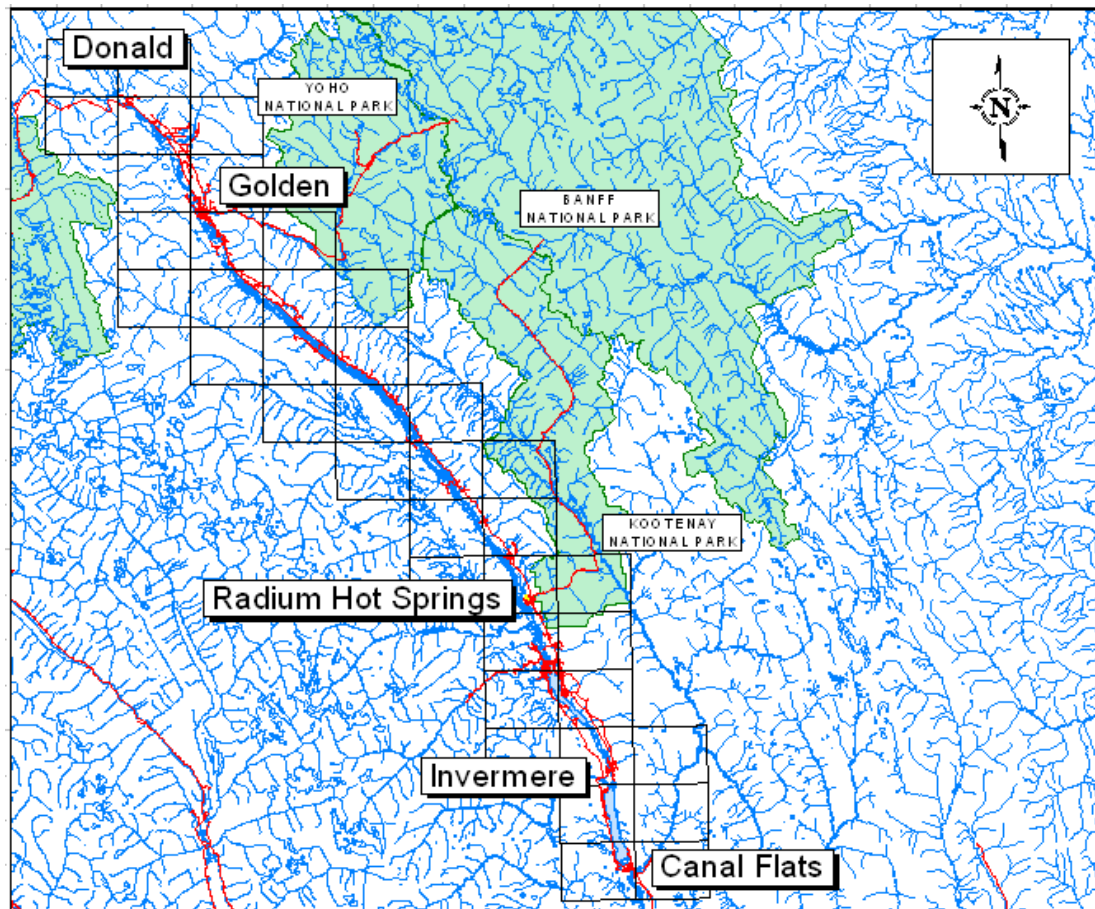 Donald
YOHO
NATIONAL PARK
N
Golden
BANFF
NATIONAL PARK
KOOTENAY
NATIONAL PARK
Radium Hot Springs
Invermere
Canal Flats